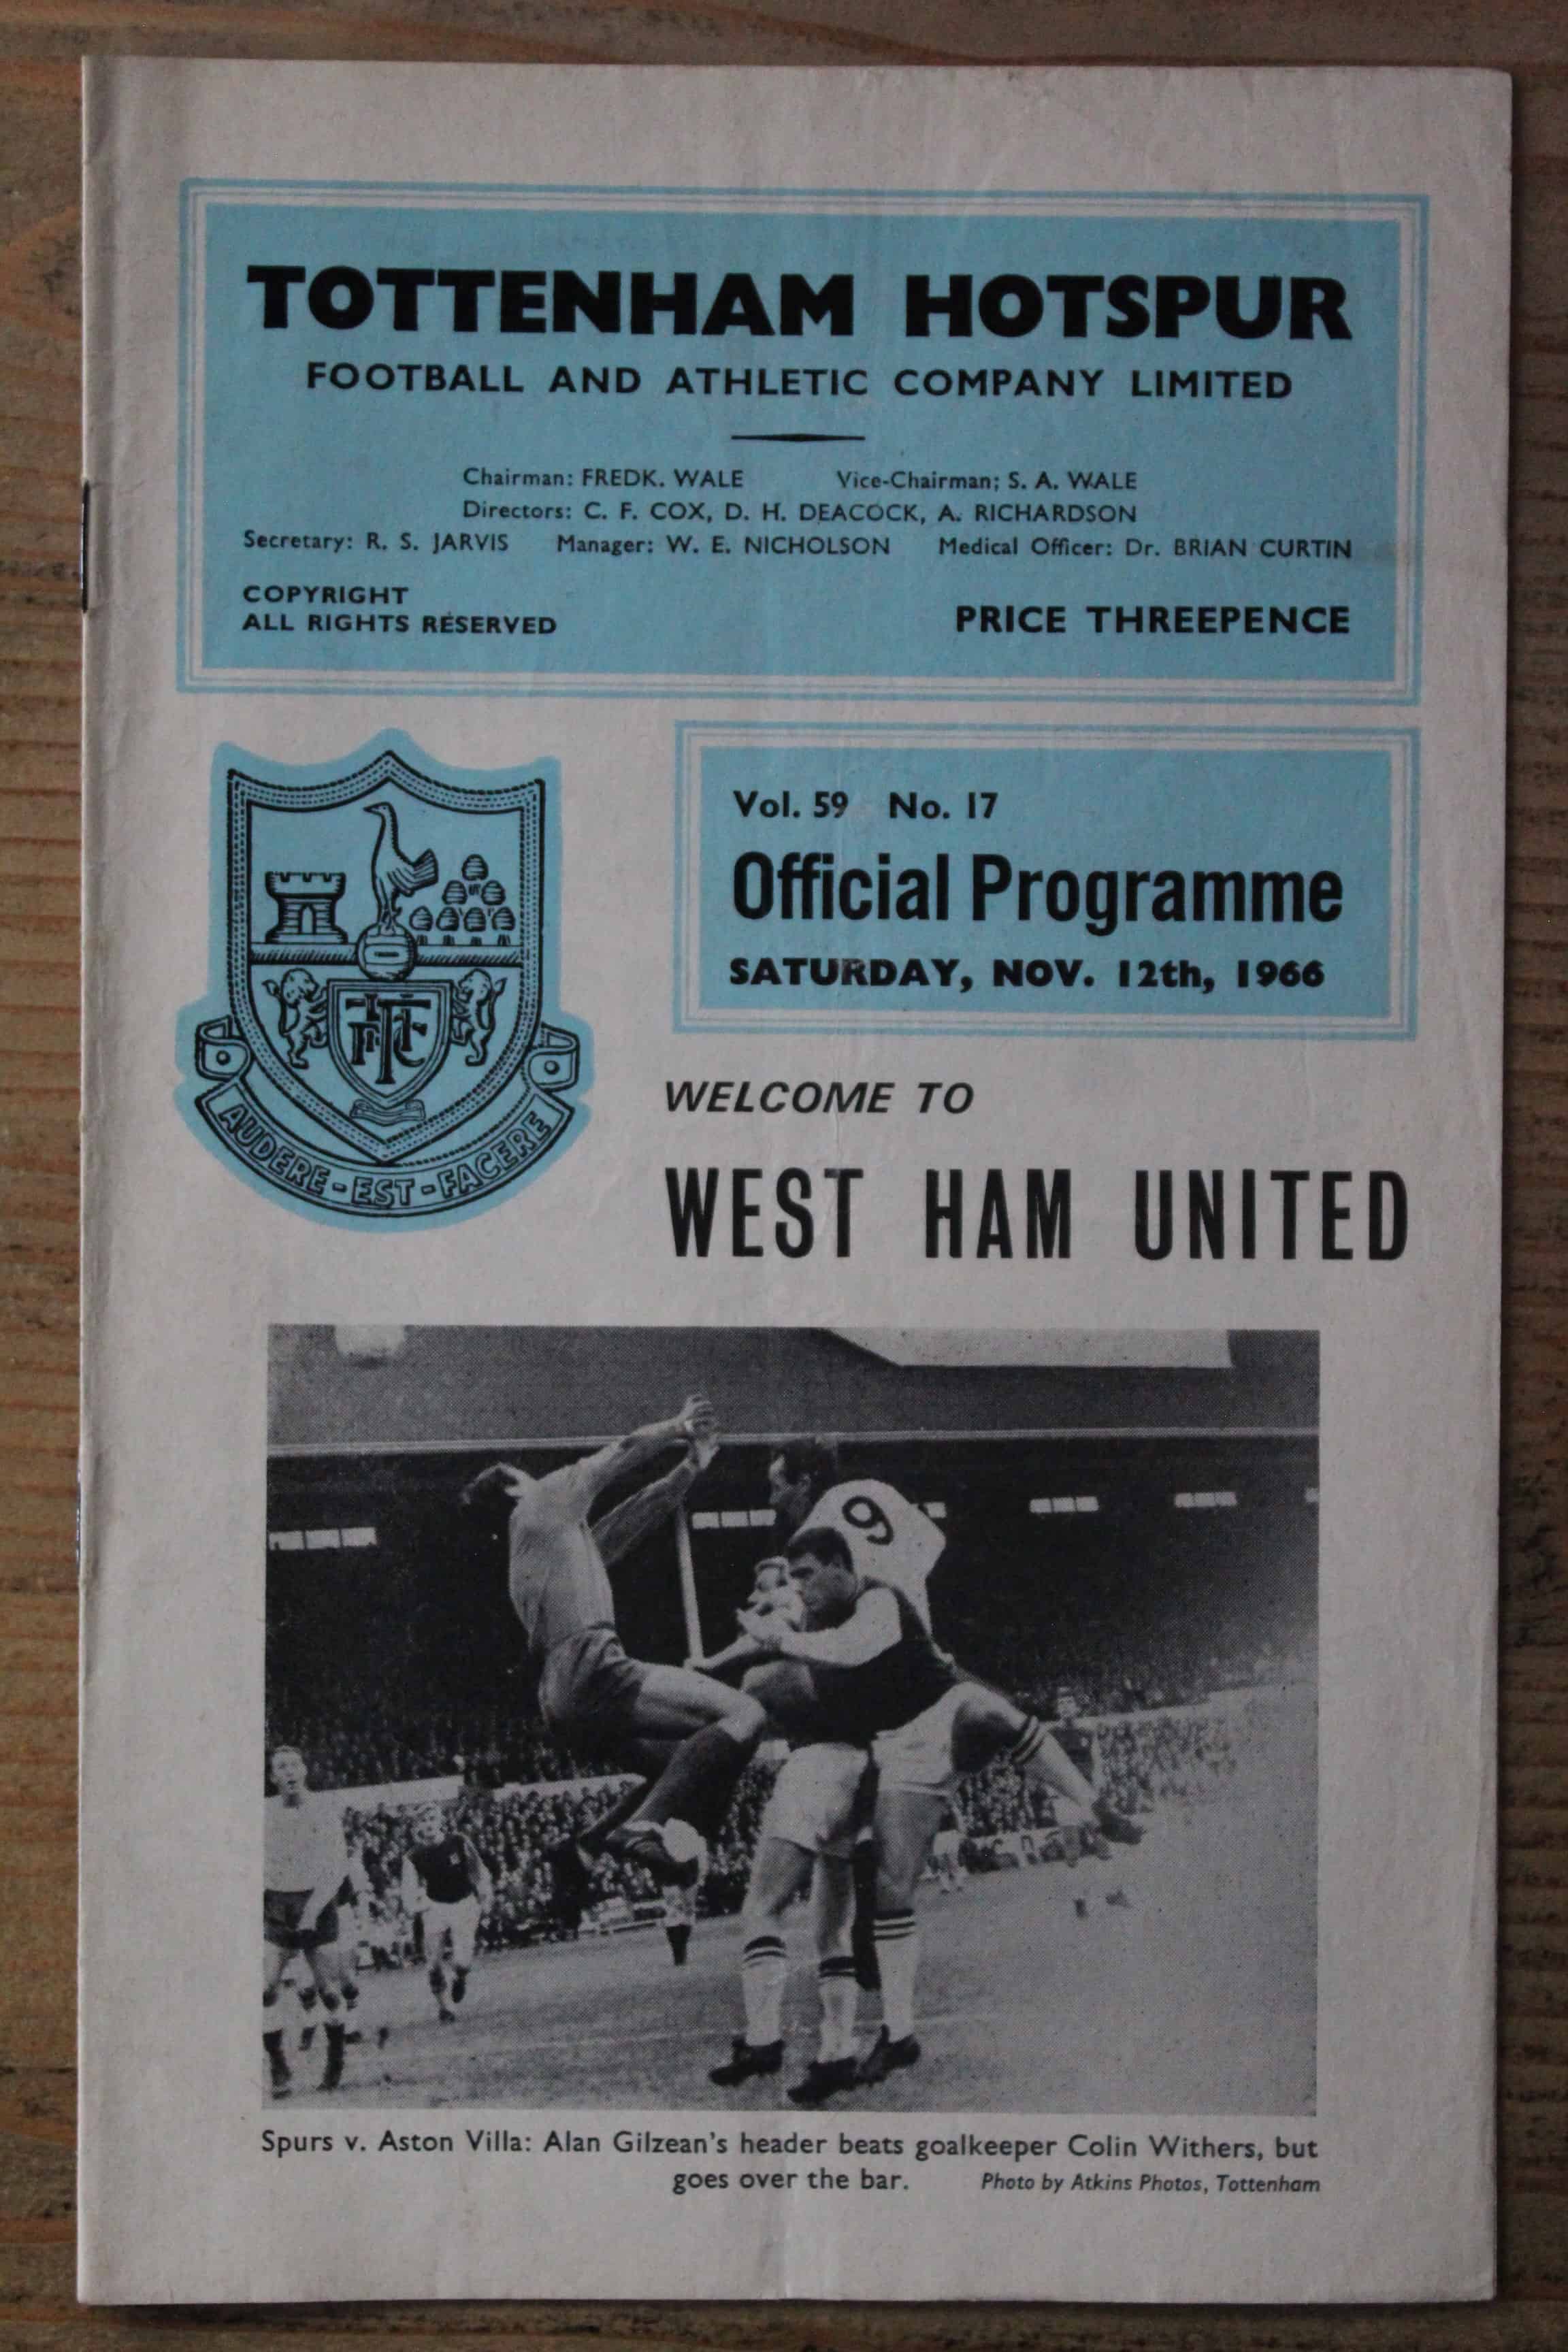 TOTTENHAM HOTSPUR
FOOTBALL AND ATHLETIC COMPANY LIMITED
Chairman: FREDK. WALE Vice-Chairman; S. A. WALE
Directors: C. F. COX, D. H. DEACOCK, A. RICHARDSON
Secretary: R. S. JARVIS Manager: W. E. NICHOLSON Medical Officer: Dr. BRIAN CURTIN
COPYRIGHT
ALL RIGHTS RESERVED
PRICE THREEPENCE
Vol. 59 No. 17
Official Programme
SATURDAY, NOV. 12th, 1966
AUDERE-EST-FACERE
WELCOME TO
WEST HAM UNITED
9
Spurs v. Aston Villa: Alan Gilzean's header beats goalkeeper Colin Withers, but
goes over the bar. Photo by Atkins Photos, Tottenham